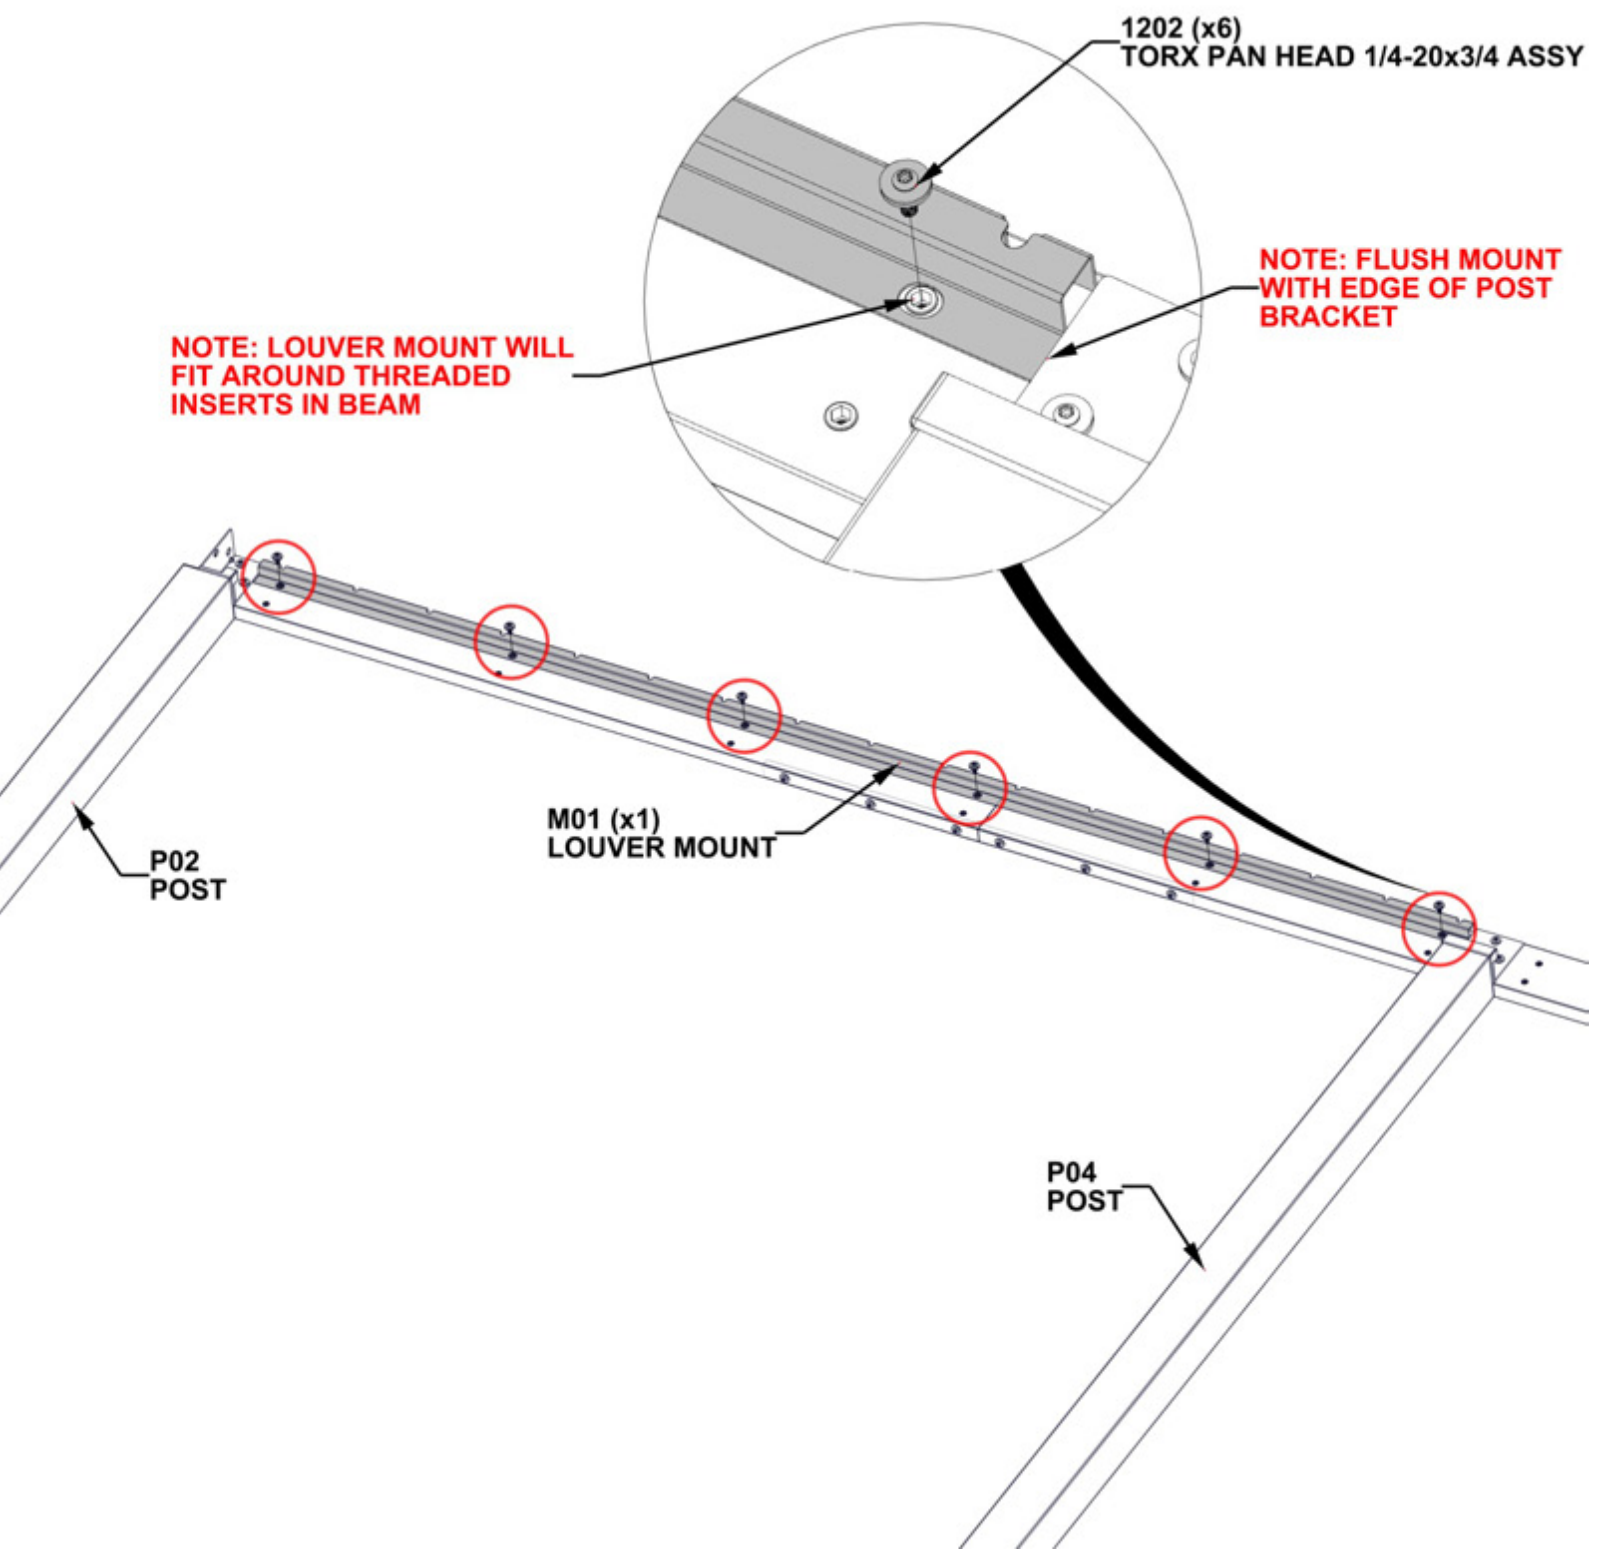 1202 (x6)
TORX PAN HEAD 1/4-20x3/4 ASSY
NOTE: FLUSH MOUNT
WITH EDGE OF POST
BRACKET
NOTE: LOUVER MOUNT WILL
FIT AROUND THREADED
INSERTS IN BEAM
M01 (x1)
LOUVER MOUNT
P02
POST
P04
POST